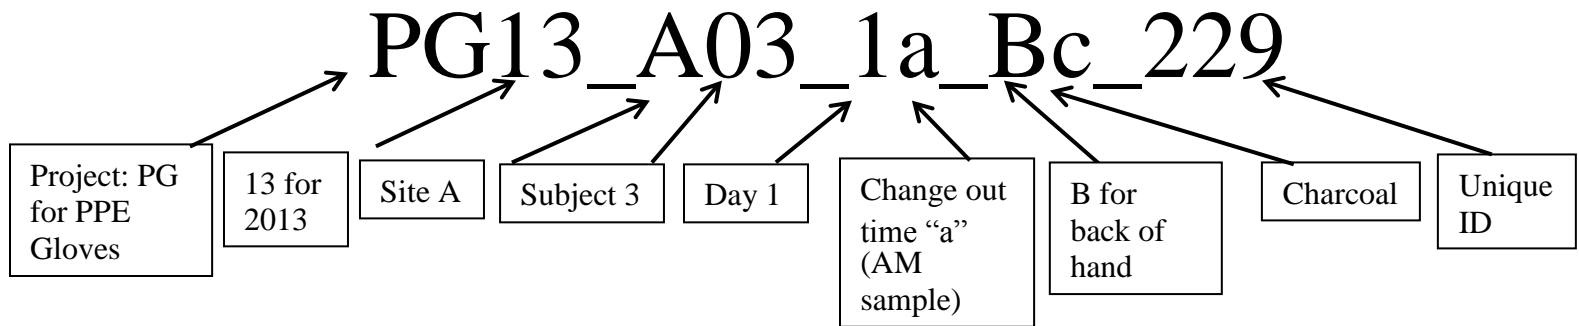 PG13_A03_1a_Bc_229
Project: PG
for PPE
Gloves
13 for
2013
Site A
Subject 3
Day 1
Change out
time “a”
(AM
sample)
B for
back of
hand
Charcoal
Unique
ID